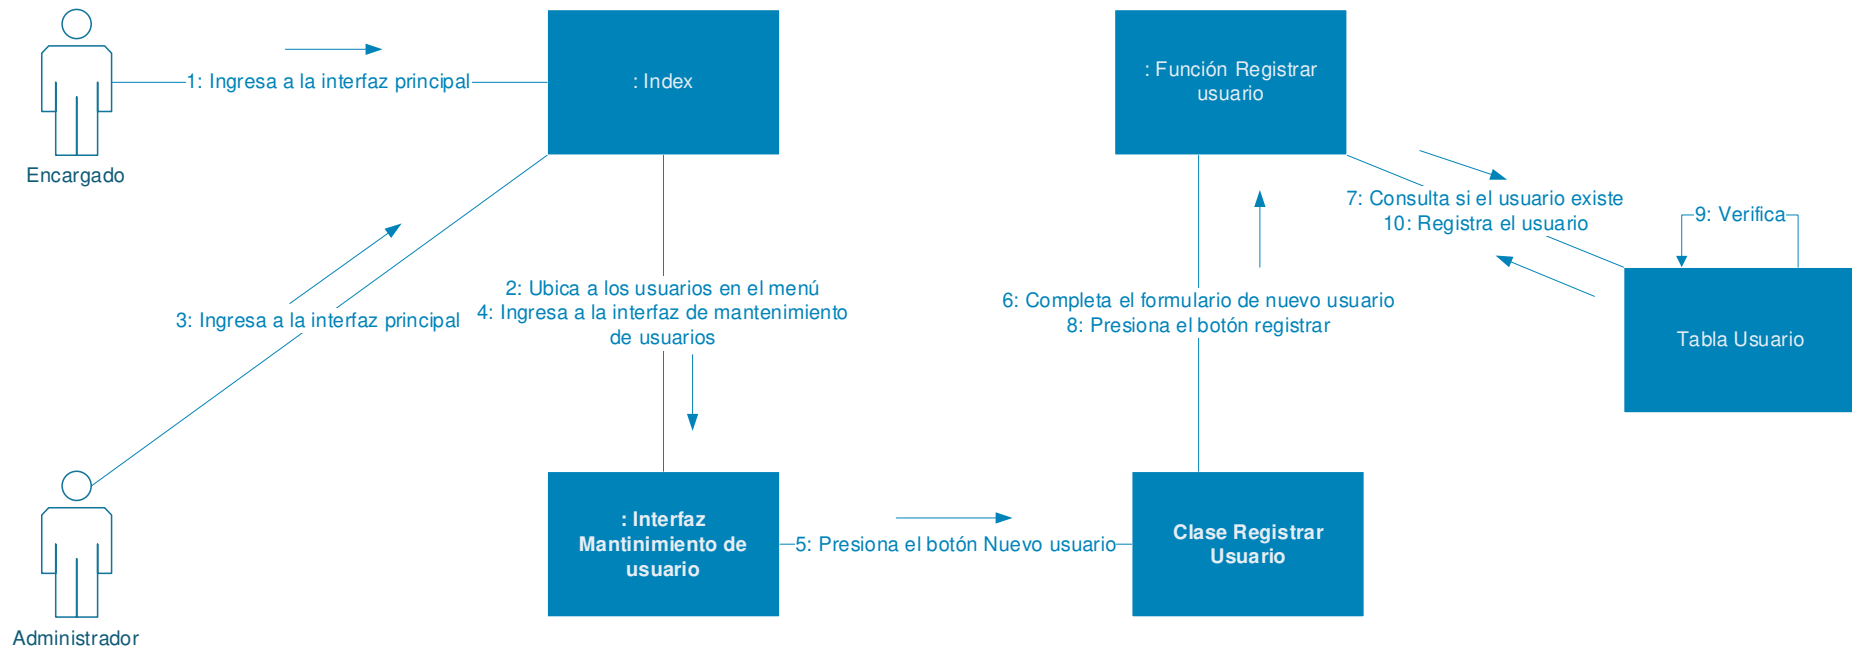 1: Ingresa a la interfaz principal
: Index
: Función Registrar
usuario
Encargado
7: Consulta si el usuario existe
10: Registra el usuario
9: Verifica
2: Ubica a los usuarios en el menú
4: Ingresa a la interfaz de mantenimiento
de usuarios
3: Ingresa a la interfaz principal
6: Completa el formulario de nuevo usuario
8: Presiona el botón registrar
Tabla Usuario
: Interfaz
Mantinimiento de
usuario
5: Presiona el botón Nuevo usuario
Clase Registrar
Usuario
Administrador